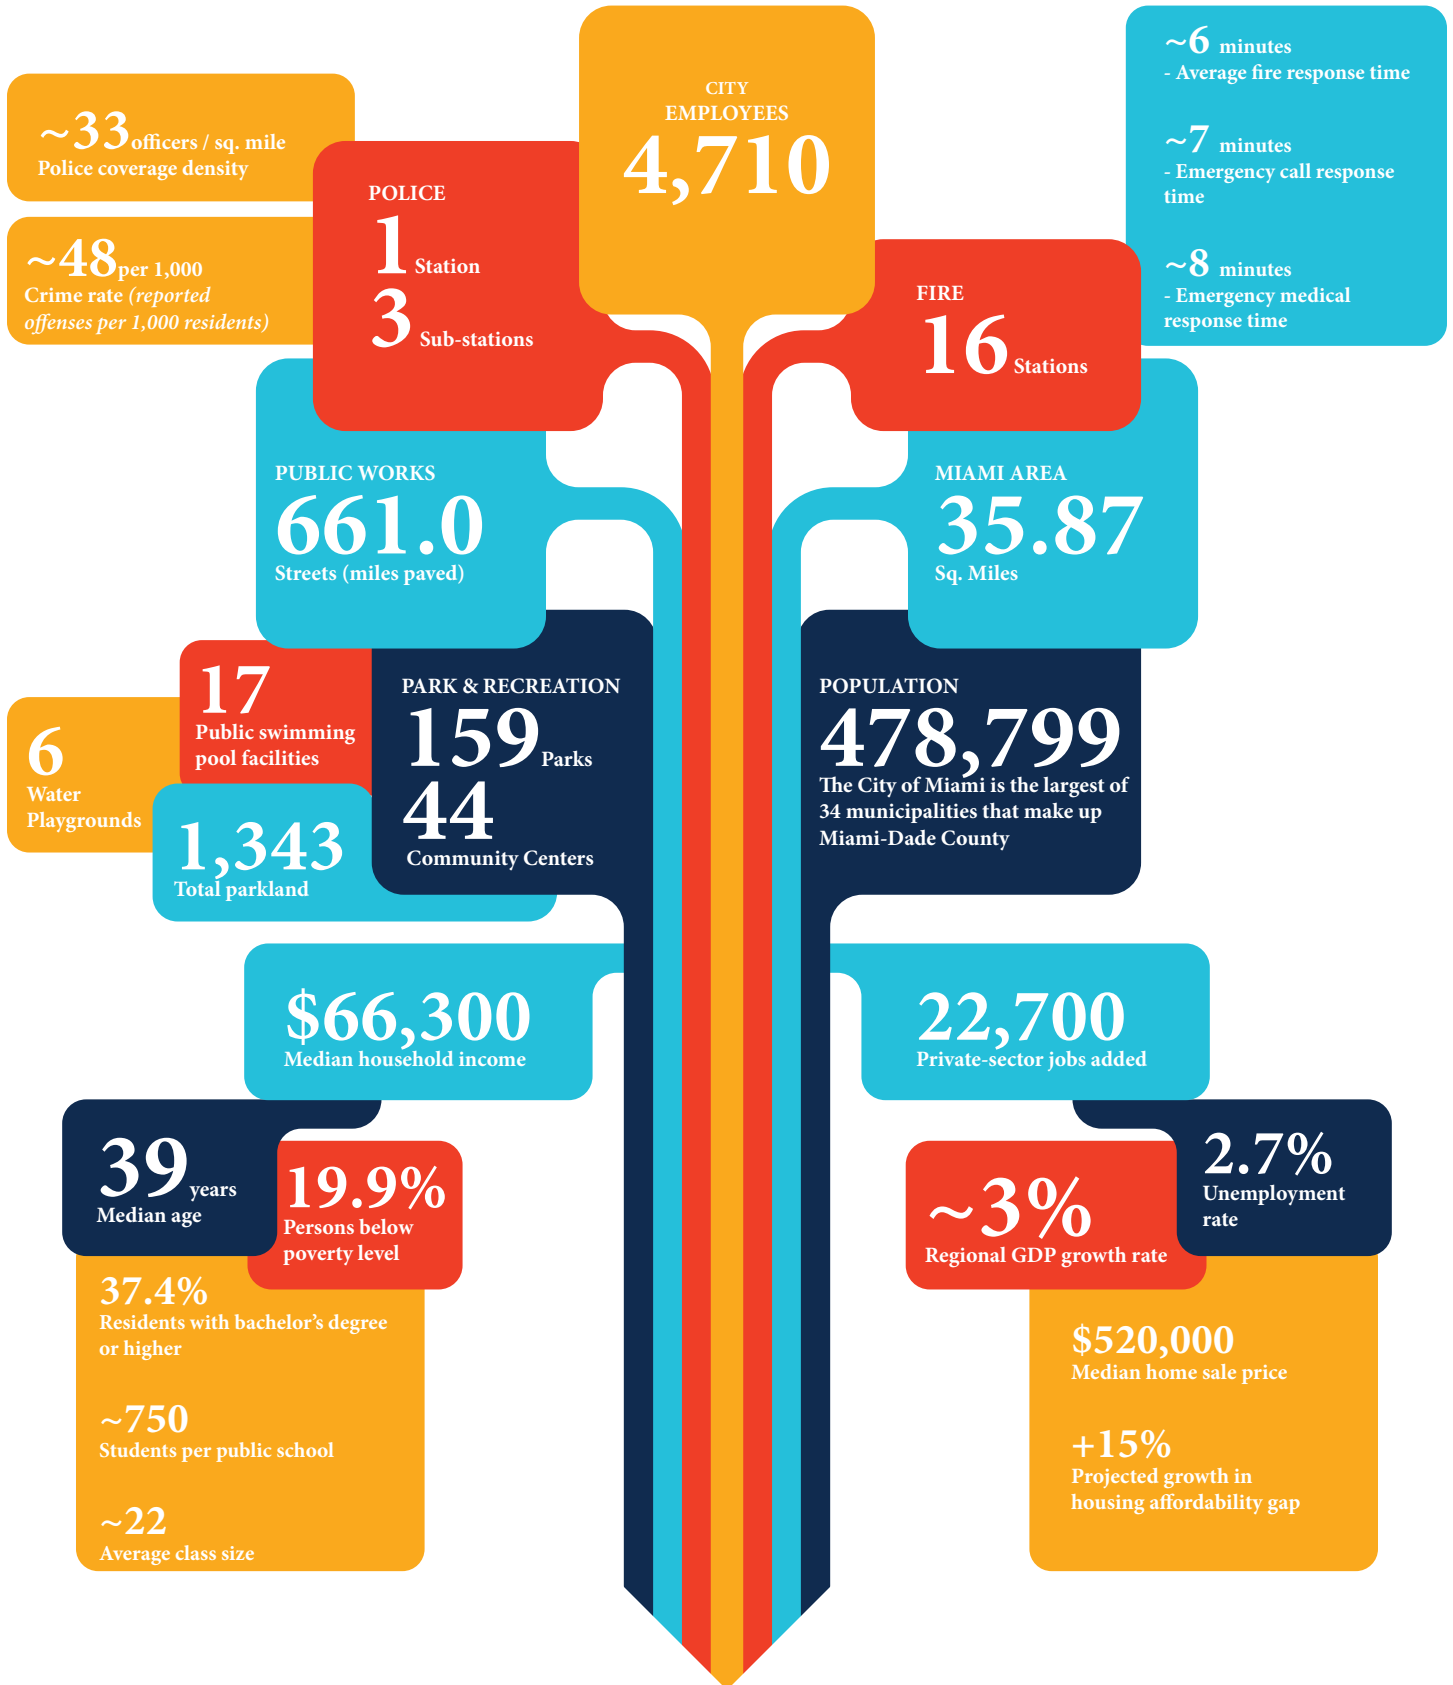 CITY
EMPLOYEES
4,710
~33 officers / sq. mile
Police coverage density
~48 per 1,000
Crime rate (reported
offenses per 1,000 residents)
POLICE
1 Station
3 Sub-stations
~6 minutes
- Average fire response time
~7 minutes
- Emergency call response
time
~8 minutes
- Emergency medical
response time
FIRE
16 Stations
PUBLIC WORKS
661.0
Streets (miles paved)
MIAMI AREA
35.87
Sq. Miles
17
Public swimming
pool facilities
6
Water
Playgrounds
1,343
Total parkland
PARK & RECREATION
159 Parks
44
Community Centers
POPULATION
478,799
The City of Miami is the largest of
34 municipalities that make up
Miami-Dade County
$66,300
Median household income
22,700
Private-sector jobs added
39 years
Median age
19.9%
Persons below
poverty level
37.4%
Residents with bachelor’s degree
or higher
~750
Students per public school
~22
Average class size
~3%
Regional GDP growth rate
2.7%
Unemployment
rate
$520,000
Median home sale price
+15%
Projected growth in
housing affordability gap